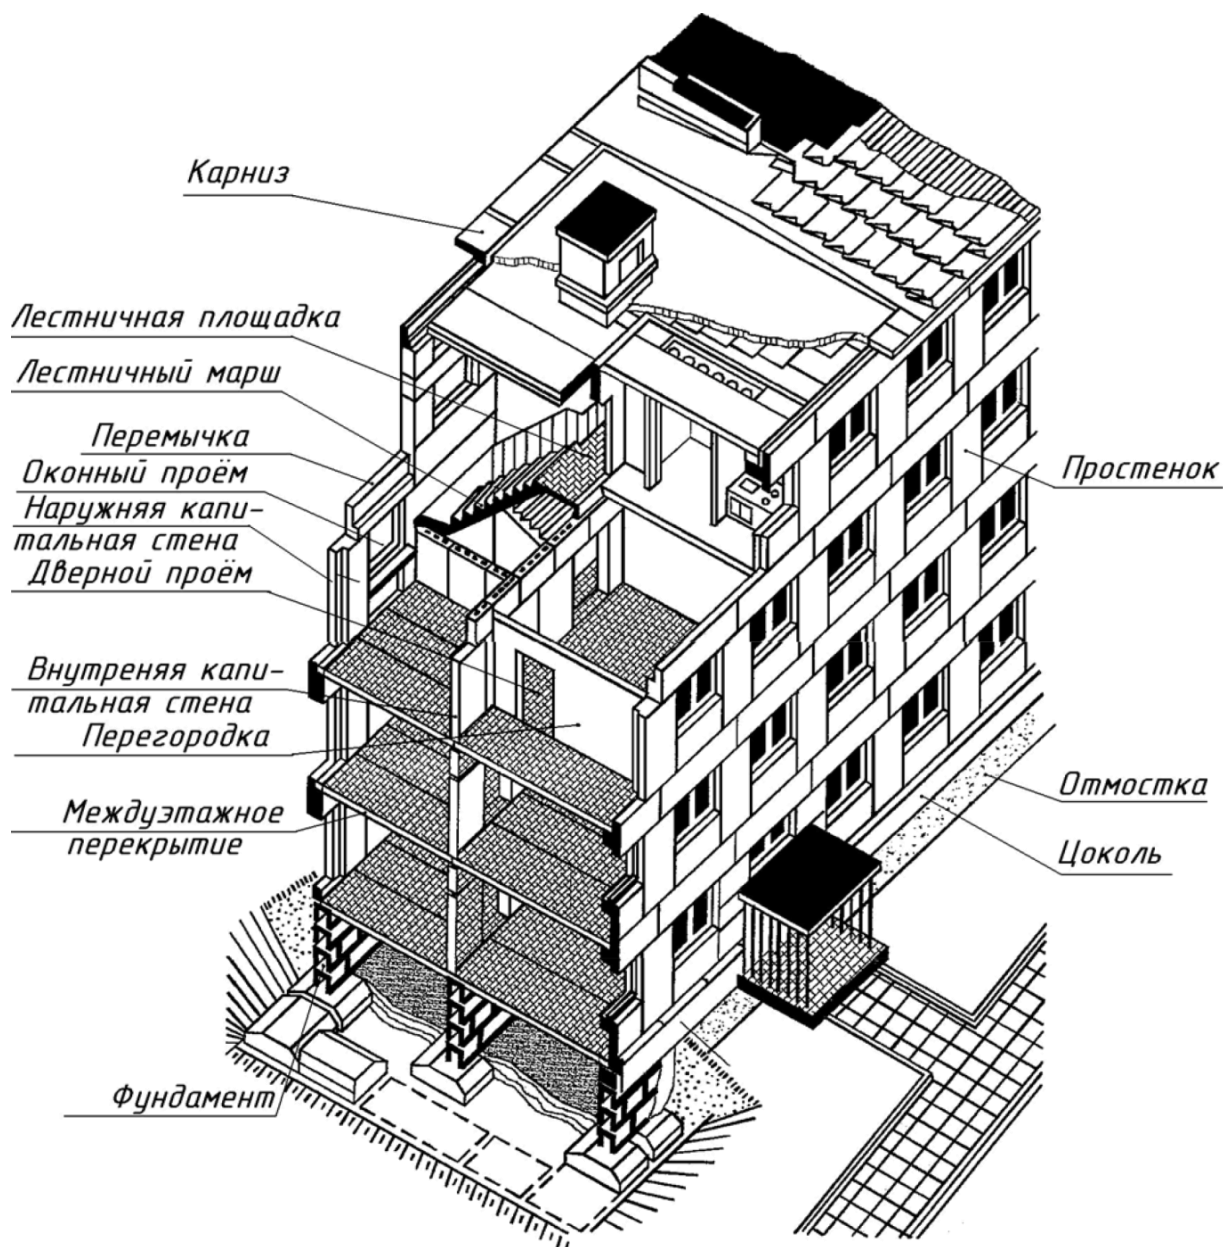 Карниз
Лестничная площадка
Лестничный марш
Перемычка
Оконный проём
Наружняя капи-
тальная стена
Дверной проём
Внутреняя капи-
тальная стена
Перегородка
Междуэтажное
перекрытие
Фундамент
Простенок
Отмостка
Цоколь